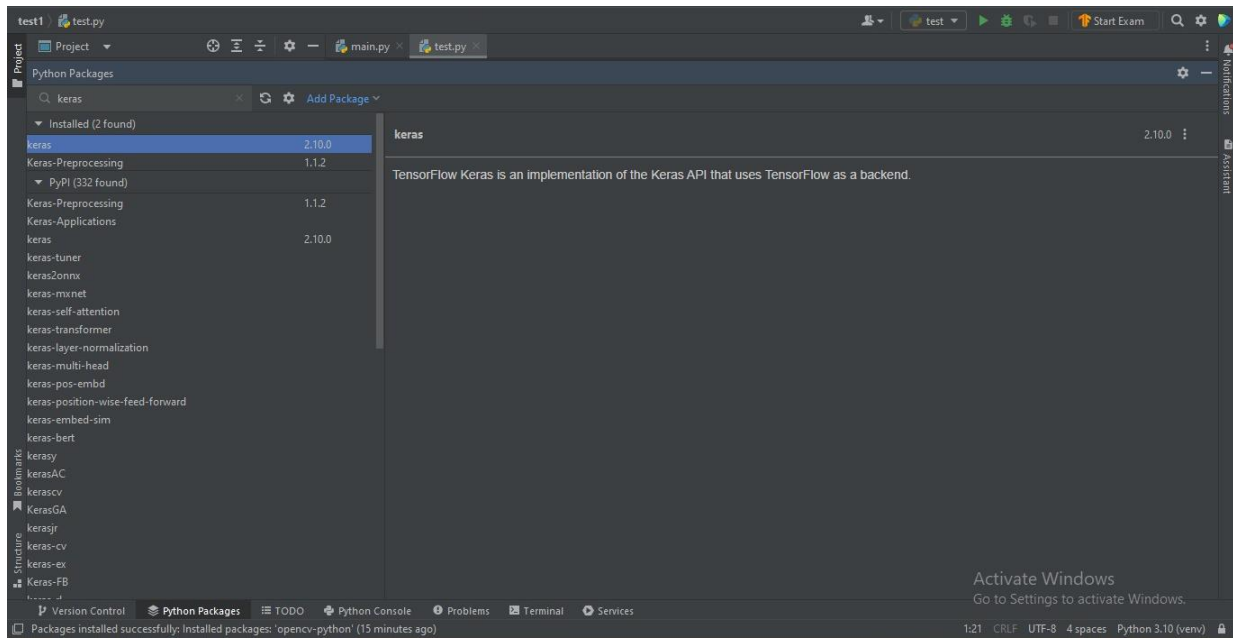 test1 test.py test Start Exam
Project main.py test.py
Python Packages
keras Add Package
Installed (2 found)
keras 2.10.0
Keras-Preprocessing 1.1.2
PyPI (332 found)
Keras-Preprocessing 1.1.2
Keras-Applications
keras 2.10.0
keras-tuner
keras2onnx
keras-mxnet
keras-self-attention
keras-transformer
keras-layer-normalization
keras-multi-head
keras-pos-embd
keras-position-wise-feed-forward
keras-embed-sim
keras-bert
kerasy
kerasAC
kerascv
KerasGA
kerasjr
keras-cv
keras-ex
Keras-FB
keras 2.10.0
TensorFlow Keras is an implementation of the Keras API that uses TensorFlow as a backend.
Project
Bookmarks
Structure
Notifications
Assistant
Activate Windows
Go to Settings to activate Windows.
Version Control Python Packages TODO Python Console Problems Terminal Services
Packages installed successfully: Installed packages: 'opencv-python' (15 minutes ago) 1:21 CRLF UTF-8 4 spaces Python 3.10 (venv)